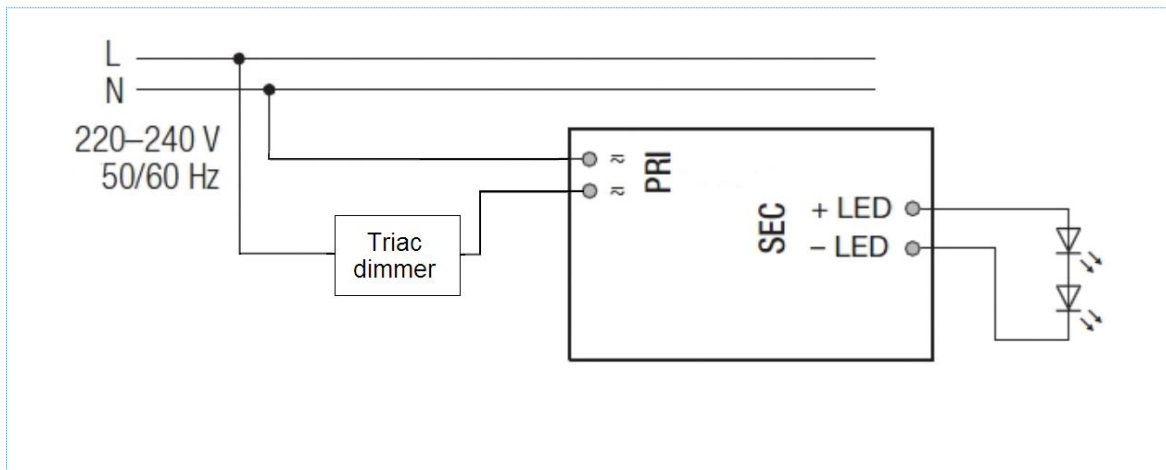 L
N
220–240 V
50/60 Hz
Triac
dimmer
≂
≂
PRI
SEC
+ LED
– LED